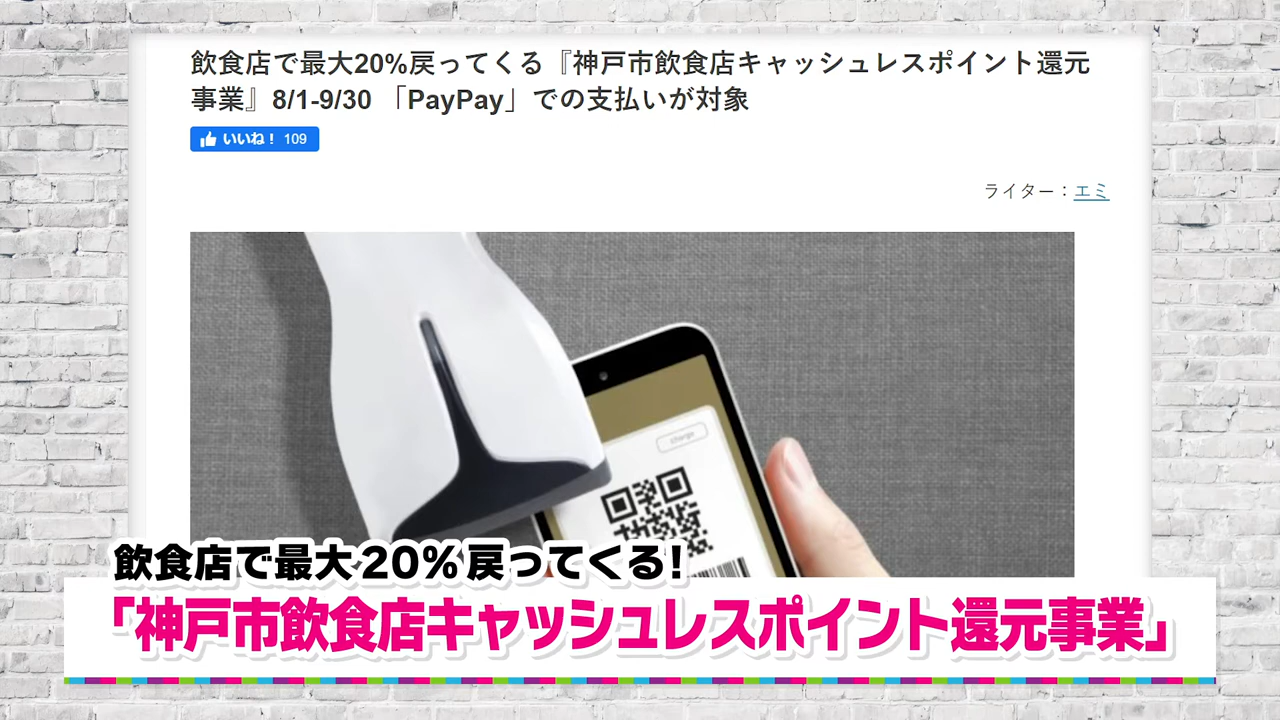 飲食店で最大20%戻ってくる『神戸市飲食店キャッシュレスポイント還元
事業』8/1-9/30 「PayPay」での支払いが対象
いいね！ 109
ライター：エミ
charge
飲食店で最大20%戻ってくる！
「神戸市飲食店キャッシュレスポイント還元事業」